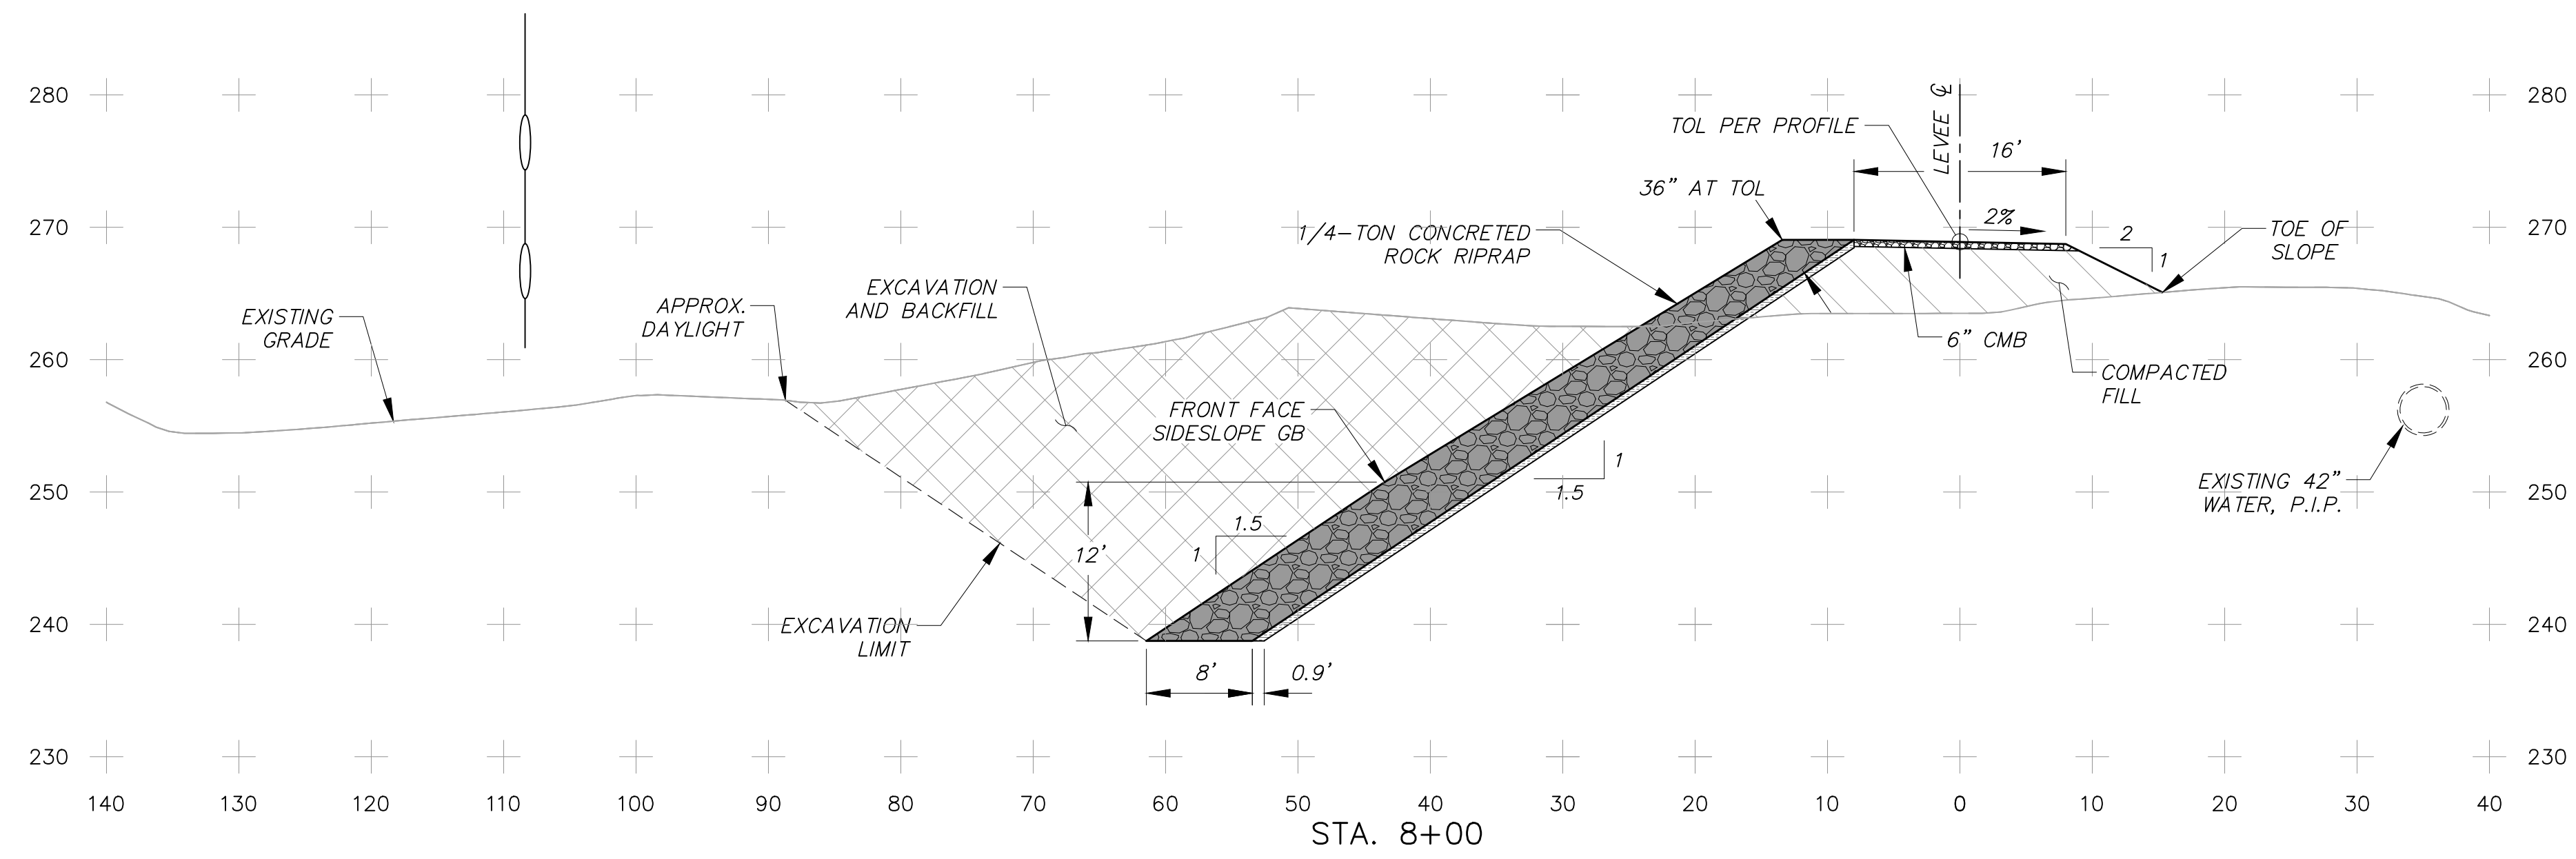 280
280
LEVEE ℄
TOL PER PROFILE
16'
36" AT TOL
2%
270
270
1/4-TON CONCRETED
ROCK RIPRAP
2
1
TOE OF
SLOPE
EXCAVATION
AND BACKFILL
APPROX.
DAYLIGHT
EXISTING
GRADE
6" CMB
260
260
COMPACTED
FILL
FRONT FACE
SIDESLOPE GB
1
1.5
250
250
EXISTING 42"
WATER, P.I.P.
1.5
1
12'
240
240
EXCAVATION
LIMIT
8'
0.9'
230
230
140 130 120 110 100 90 80 70 60 50 40 30 20 10 0 10 20 30 40
STA. 8+00